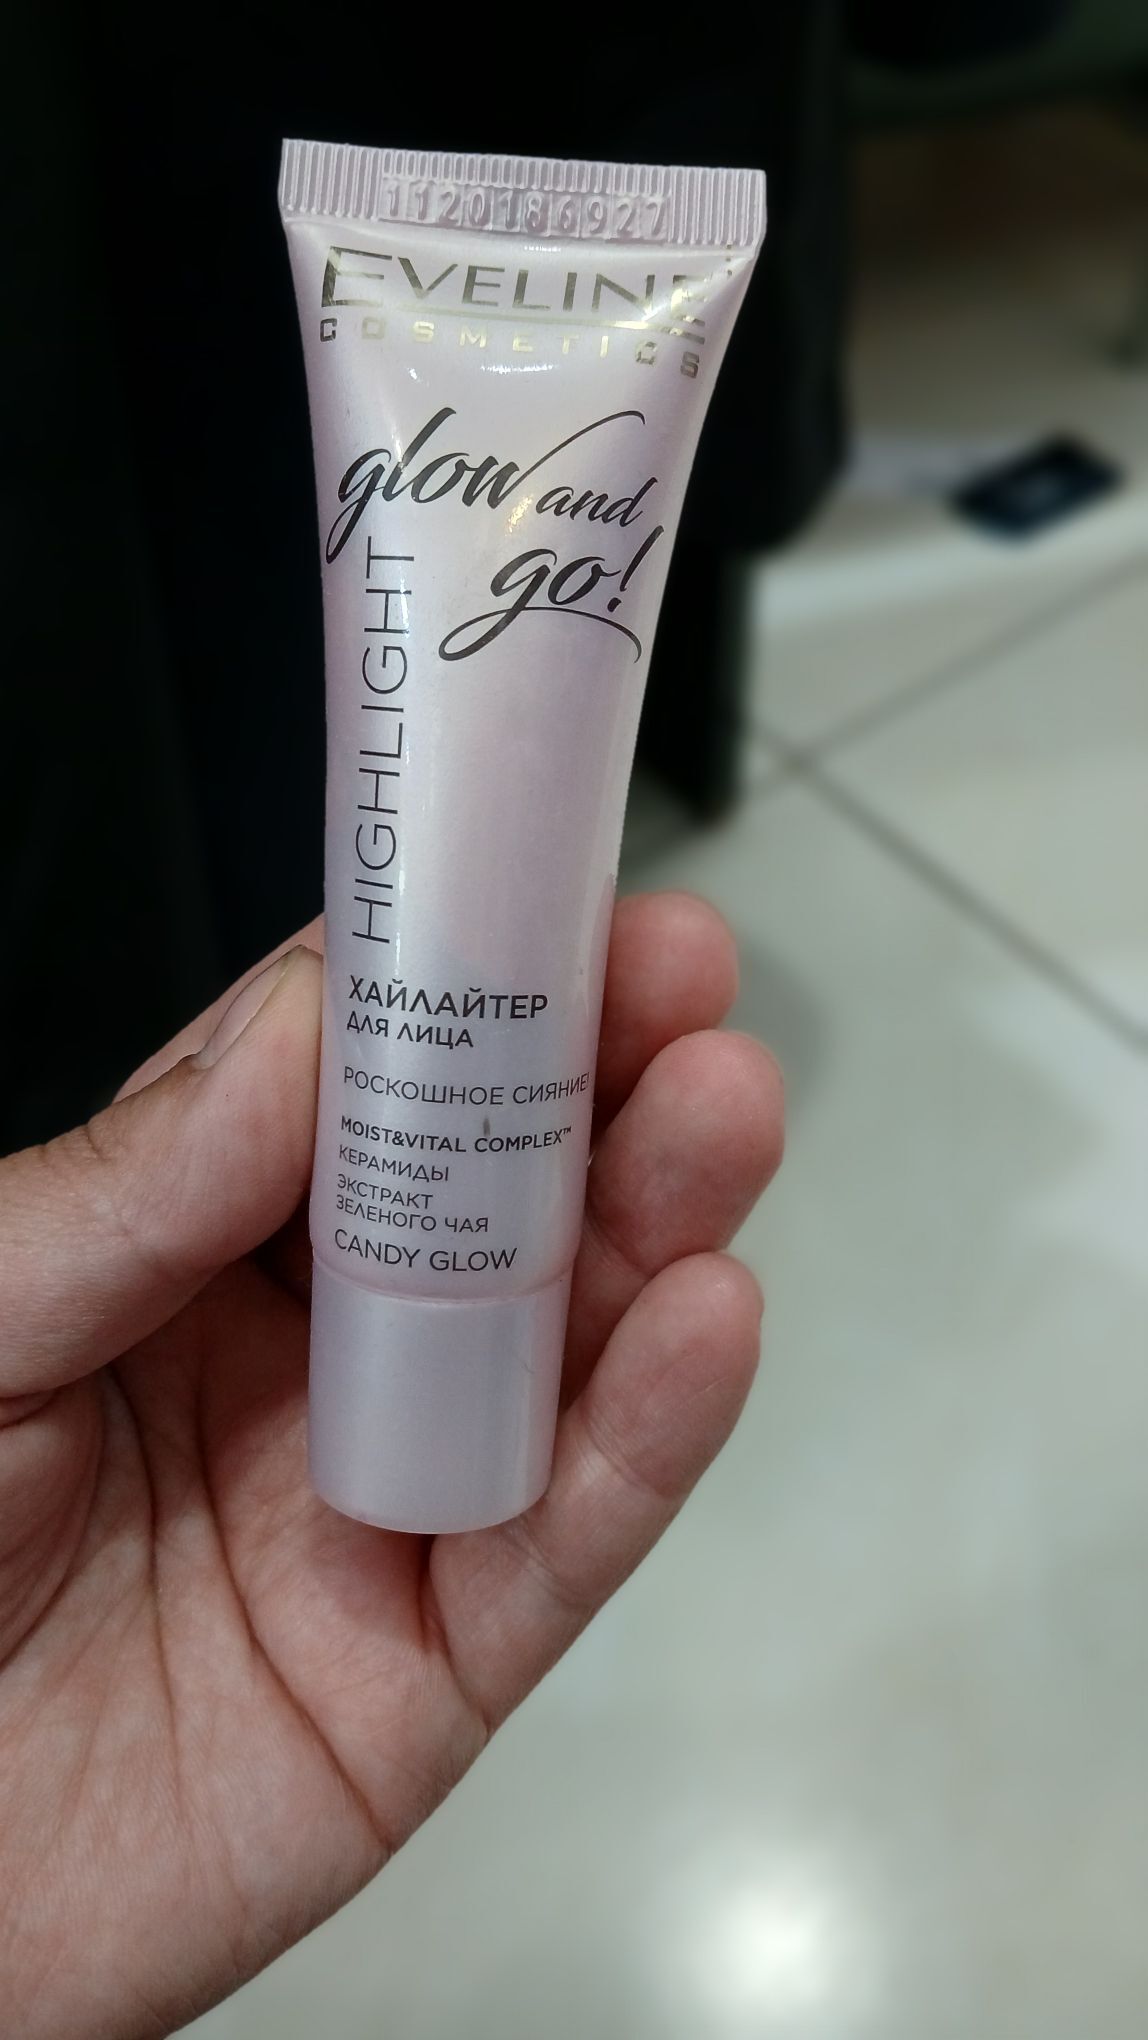 1120186927
EVELINE
COSMETICS
glow and
go!
HIGHLIGHT
ХАЙЛАЙТЕР
ДЛЯ ЛИЦА
РОСКОШНОЕ СИЯНИЕ!
MOIST&VITAL COMPLEX™
КЕРАМИДЫ
ЭКСТРАКТ
ЗЕЛЕНОГО ЧАЯ
CANDY GLOW